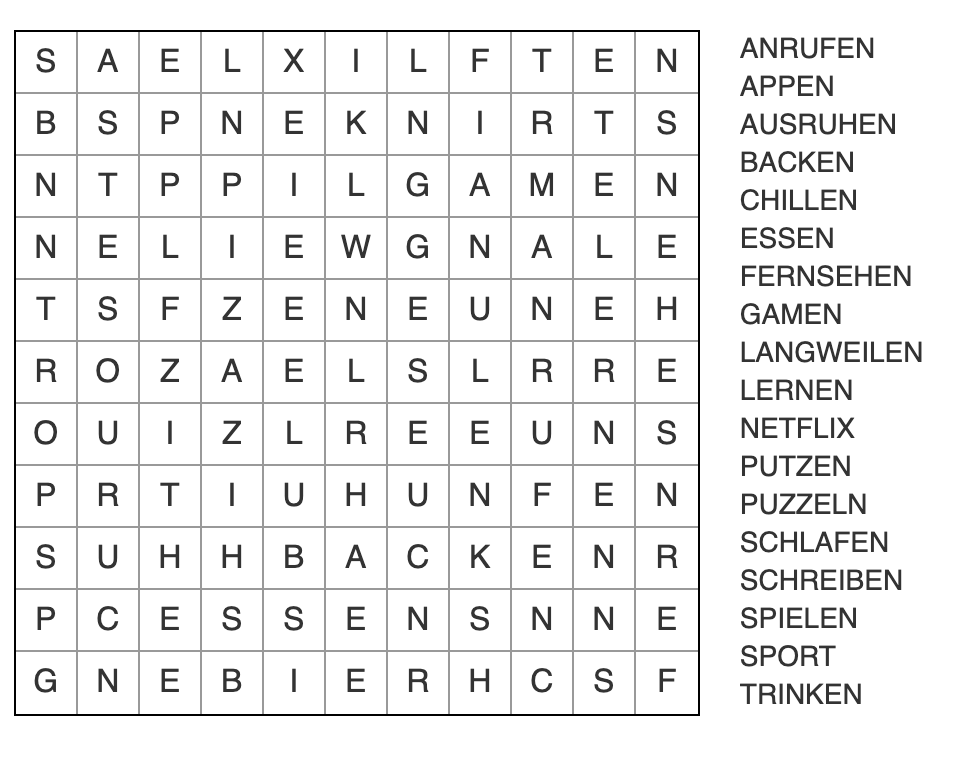 S A E L X I L F T E N
B S P N E K N I R T S
N T P P I L G A M E N
N E L I E W G N A L E
T S F Z E N E U N E H
R O Z A E L S L R R E
O U I Z L R E E U N S
P R T I U H U N F E N
S U H H B A C K E N R
P C E S S E N S N N E
G N E B I E R H C S F
ANRUFEN
APPEN
AUSRUHEN
BACKEN
CHILLEN
ESSEN
FERNSEHEN
GAMEN
LANGWEILEN
LERNEN
NETFLIX
PUTZEN
PUZZELN
SCHLAFEN
SCHREIBEN
SPIELEN
SPORT
TRINKEN